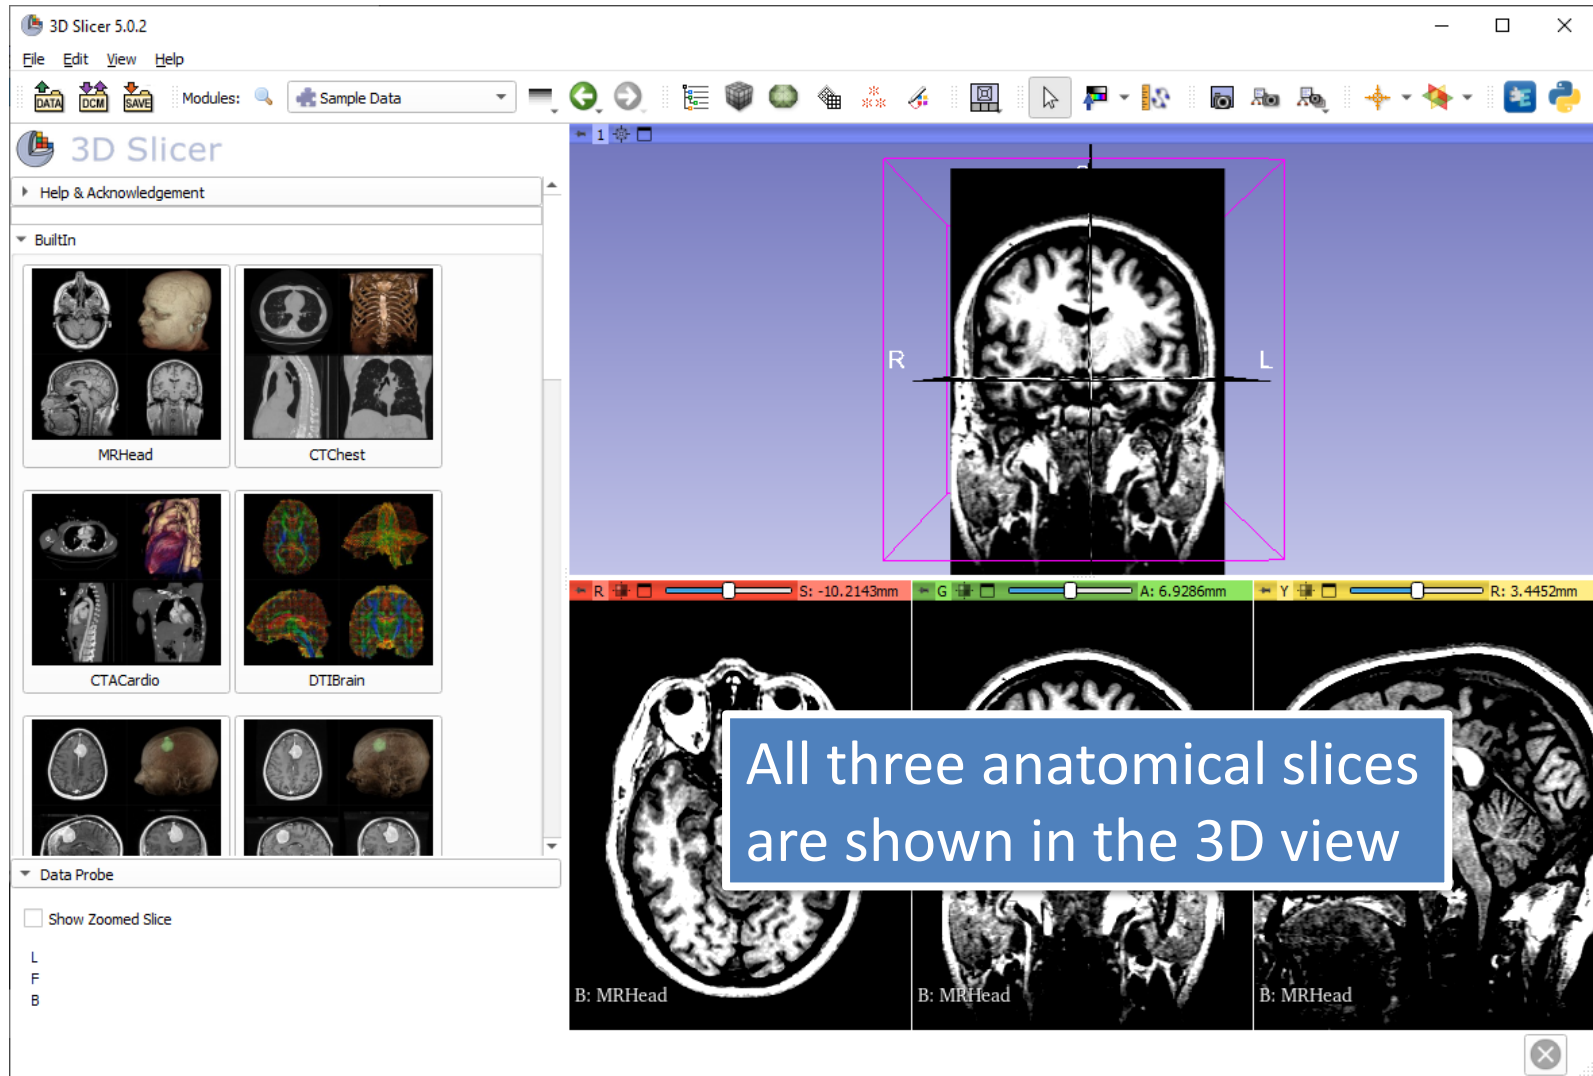 3D Slicer 5.0.2
File Edit View Help
DATA DCM SAVE Modules: Sample Data
3D Slicer
Help & Acknowledgement
BuiltIn
MRHead CTChest
CTACardio DTIBrain
Data Probe
Show Zoomed Slice
L
F
B
1
R L
R S: -10.2143mm G A: 6.9286mm Y R: 3.4452mm
All three anatomical slices
are shown in the 3D view
B: MRHead B: MRHead B: MRHead